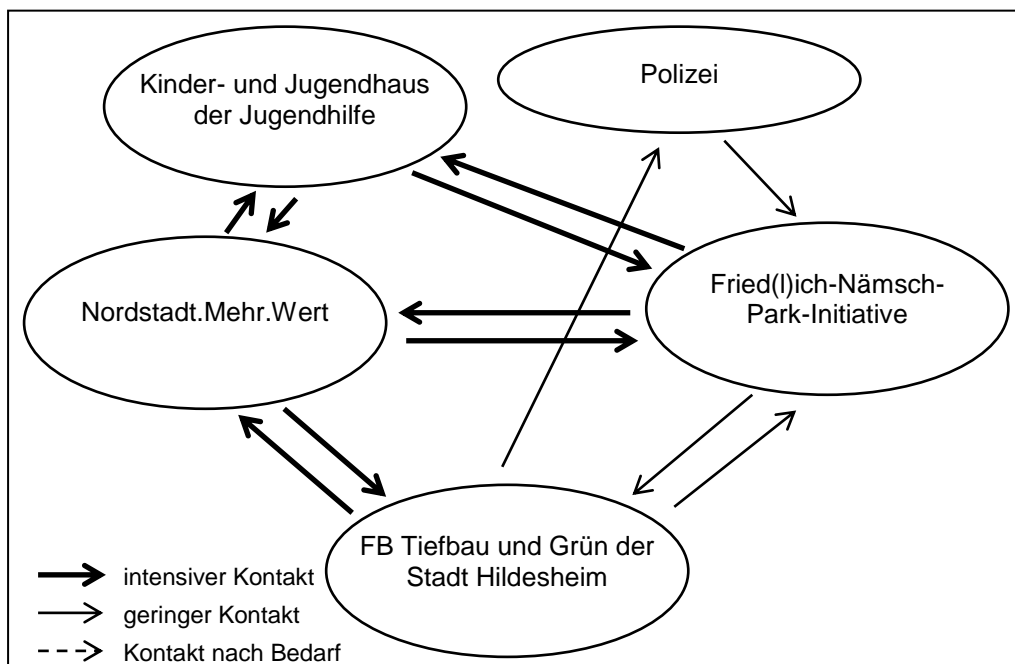 Kinder- und Jugendhaus
der Jugendhilfe
Polizei
Nordstadt.Mehr.Wert
Fried(l)ich-Nämsch-
Park-Initiative
FB Tiefbau und Grün der
Stadt Hildesheim
intensiver Kontakt
geringer Kontakt
Kontakt nach Bedarf